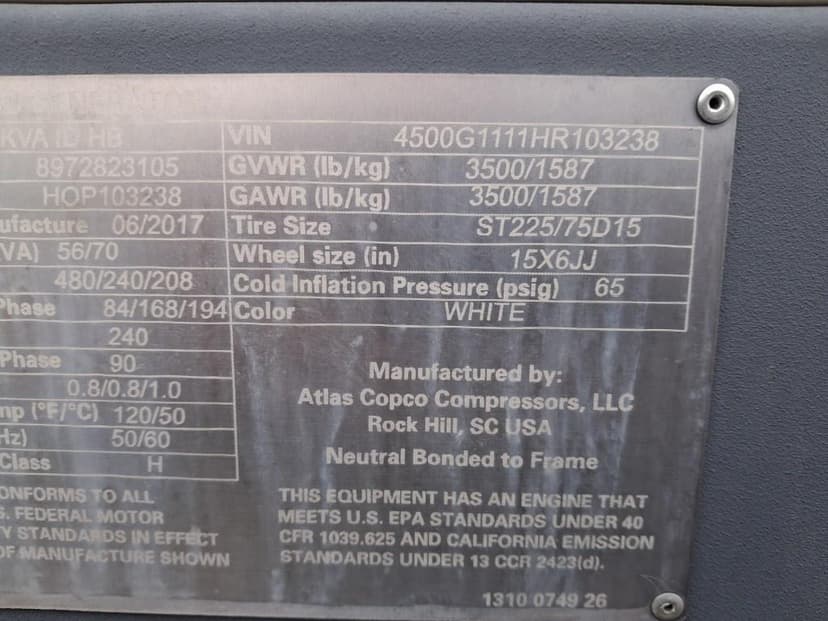 KVA ID HB VIN 4500G1111HR103238
8972823105 GVWR (lb/kg) 3500/1587
HOP103238 GAWR (lb/kg) 3500/1587
ufacture 06/2017 Tire Size ST225/75D15
VA) 56/70 Wheel size (in) 15X6JJ
480/240/208 Cold Inflation Pressure (psig) 65
Phase 84/168/194 Color WHITE
240
Phase 90
0.8/0.8/1.0
mp (°F/°C) 120/50
Hz) 50/60
Class H
Manufactured by:
Atlas Copco Compressors, LLC
Rock Hill, SC USA
Neutral Bonded to Frame
ONFORMS TO ALL
S. FEDERAL MOTOR
TY STANDARDS IN EFFECT
OF MANUFACTURE SHOWN
THIS EQUIPMENT HAS AN ENGINE THAT
MEETS U.S. EPA STANDARDS UNDER 40
CFR 1039.625 AND CALIFORNIA EMISSION
STANDARDS UNDER 13 CCR 2423(d).
1310 0749 26